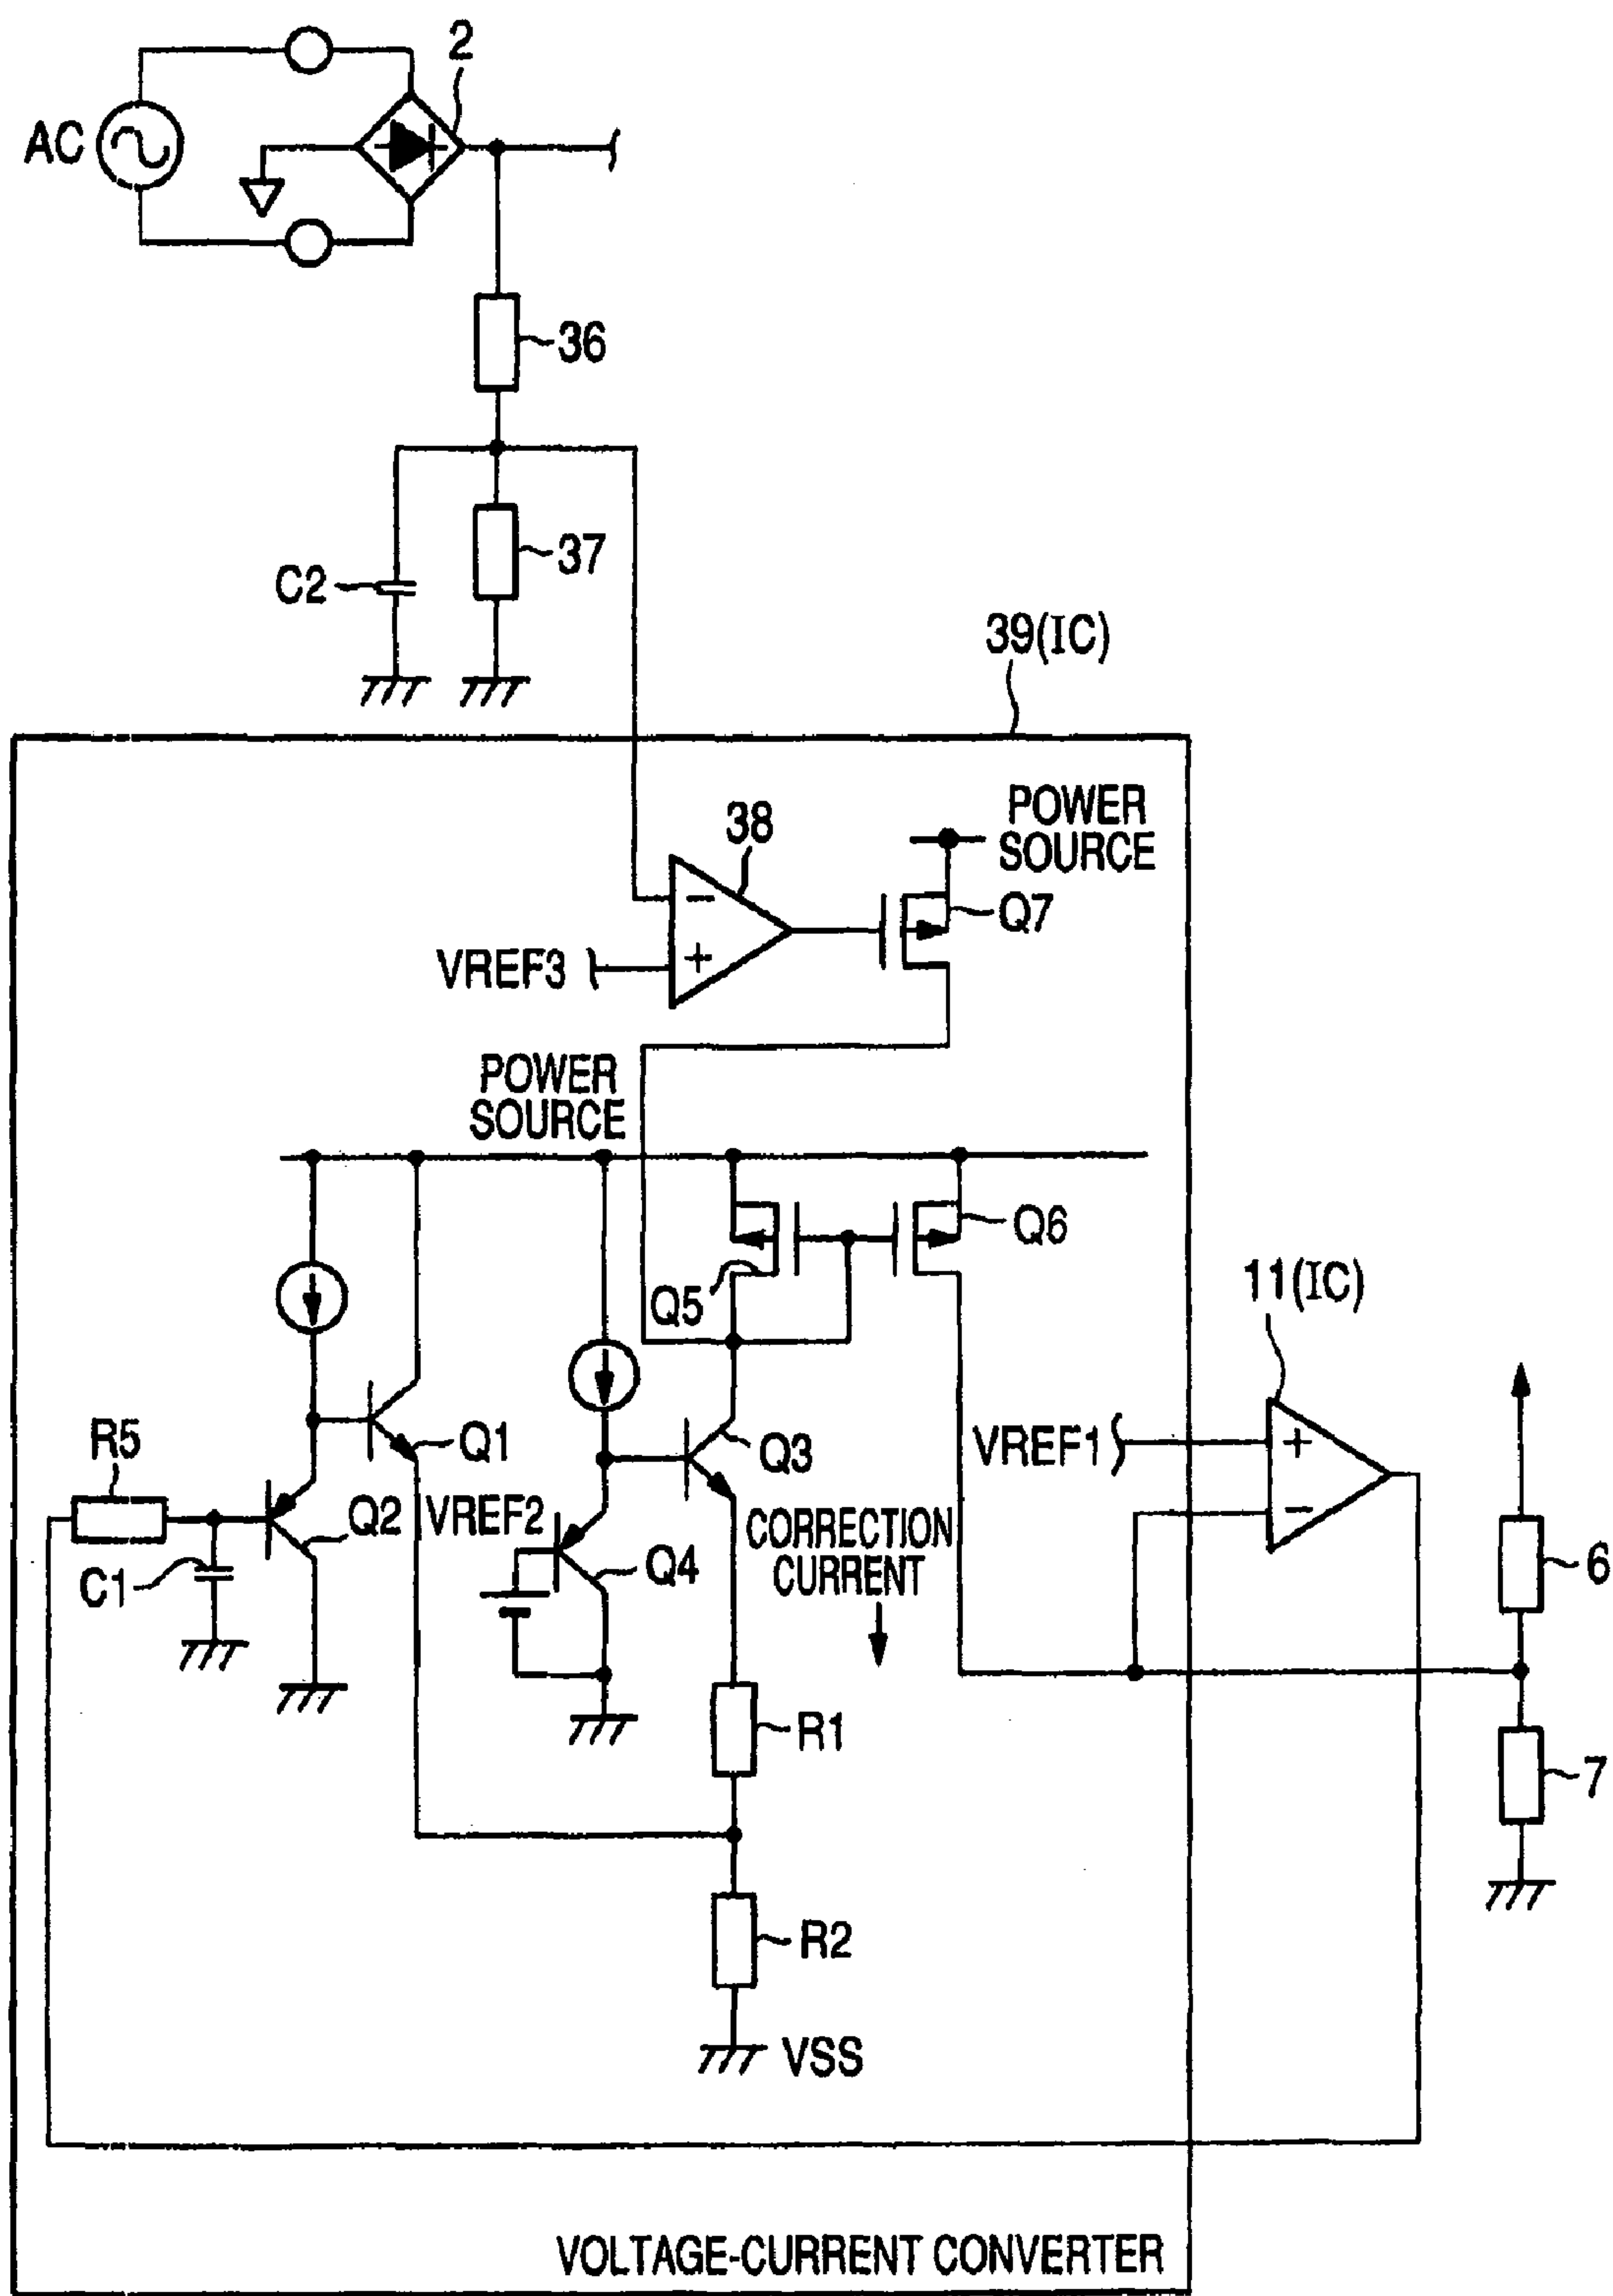 2
AC
36
37
C2
39(IC)
POWER
SOURCE
38
Q7
-
VREF3
+
POWER
SOURCE
Q6
Q5
11(IC)
R5
Q1
Q3
VREF1
+
-
Q2
VREF2
CORRECTION
CURRENT
C1
Q4
6
R1
7
R2
VSS
VOLTAGE-CURRENT CONVERTER